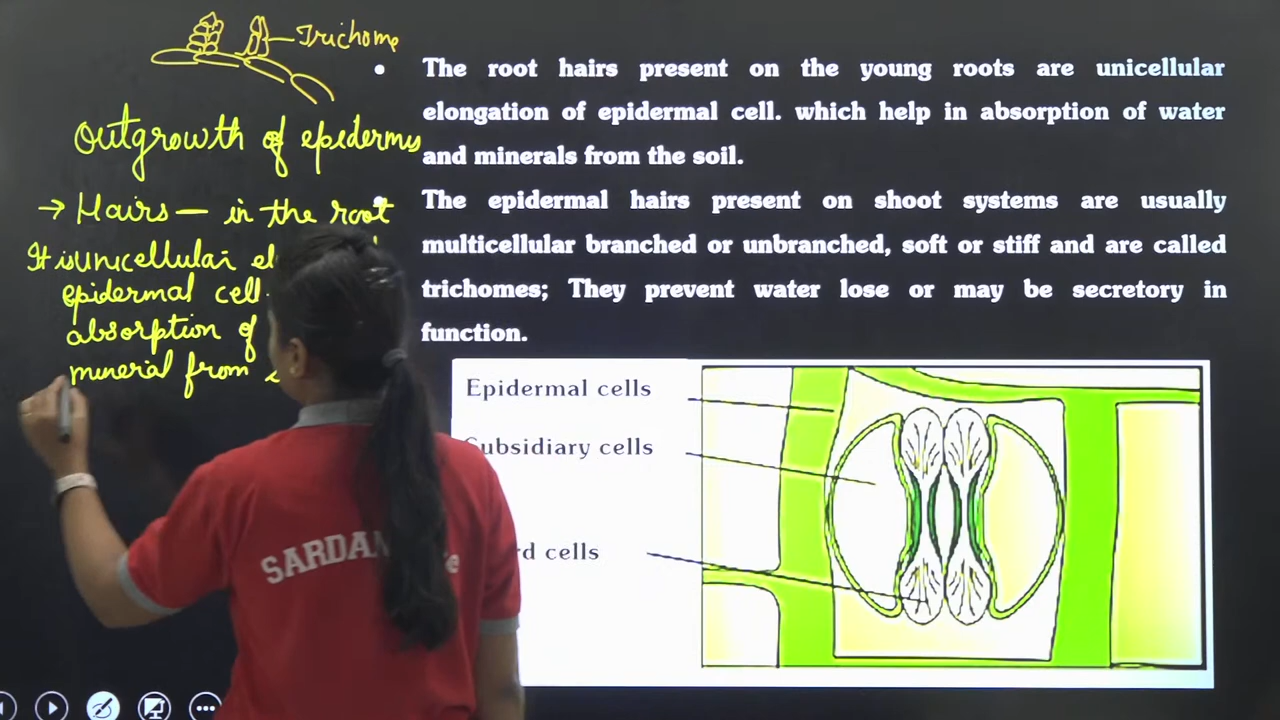 Trichome
Outgrowth of epidermis
→ Hairs — in the root
It is unicellular el
epidermal cell
absorption of
mineral from
• The root hairs present on the young roots are unicellular
elongation of epidermal cell. which help in absorption of water
and minerals from the soil.
• The epidermal hairs present on shoot systems are usually
multicellular branched or unbranched, soft or stiff and are called
trichomes; They prevent water lose or may be secretory in
function.
Epidermal cells
Subsidiary cells
rd cells
SARDAN